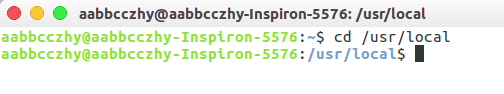 aabbcczhy@aabbcczhy-Inspiron-5576: /usr/local
aabbcczhy@aabbcczhy-Inspiron-5576:~$ cd /usr/local
aabbcczhy@aabbcczhy-Inspiron-5576:/usr/local$